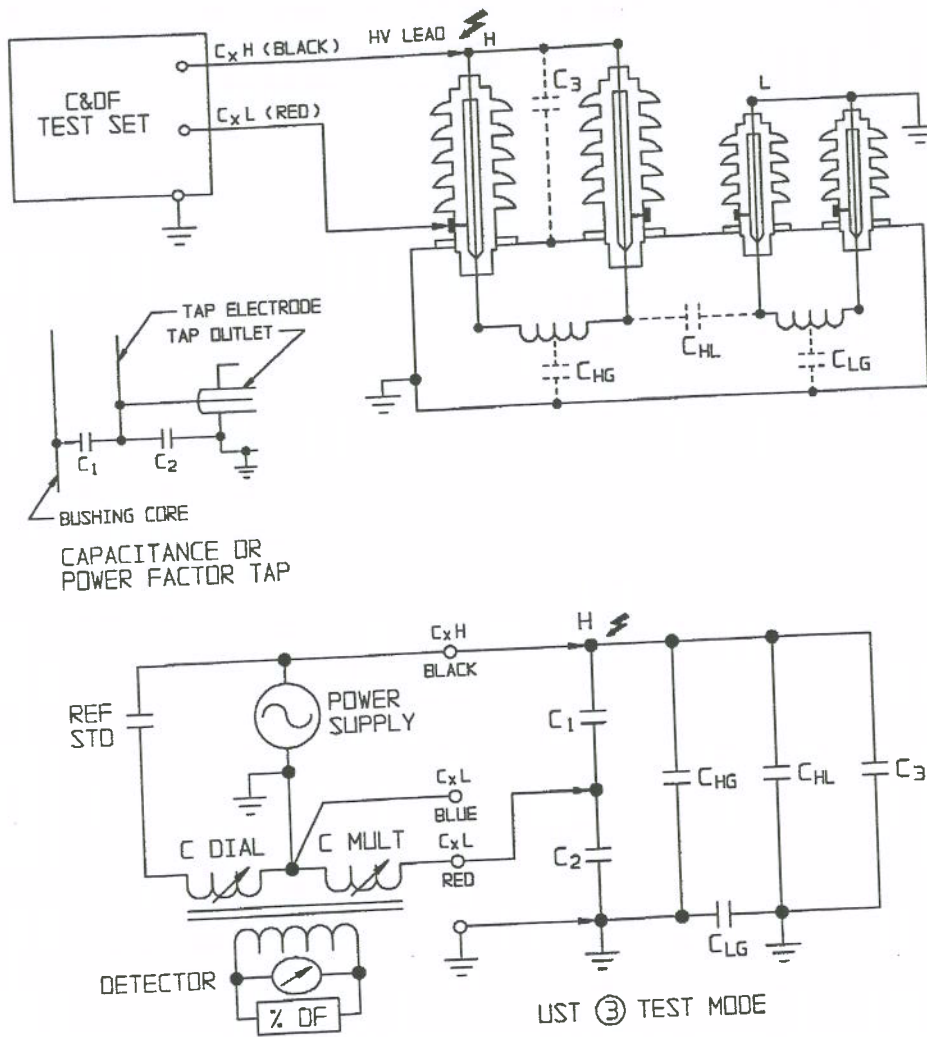 CxH (BLACK)
HV LEAD
H
C3
C&DF
TEST SET
CxL (RED)
L
TAP ELECTRODE
TAP OUTLET
CHL
CHG
CLG
C1
C2
BUSHING CORE
CAPACITANCE OR
POWER FACTOR TAP
CxH
BLACK
H
REF
STD
POWER
SUPPLY
C1
CHG
CHL
C3
CxL
BLUE
C DIAL
C MULT
CxL
RED
C2
CLG
DETECTOR
% DF
UST 3 TEST MODE